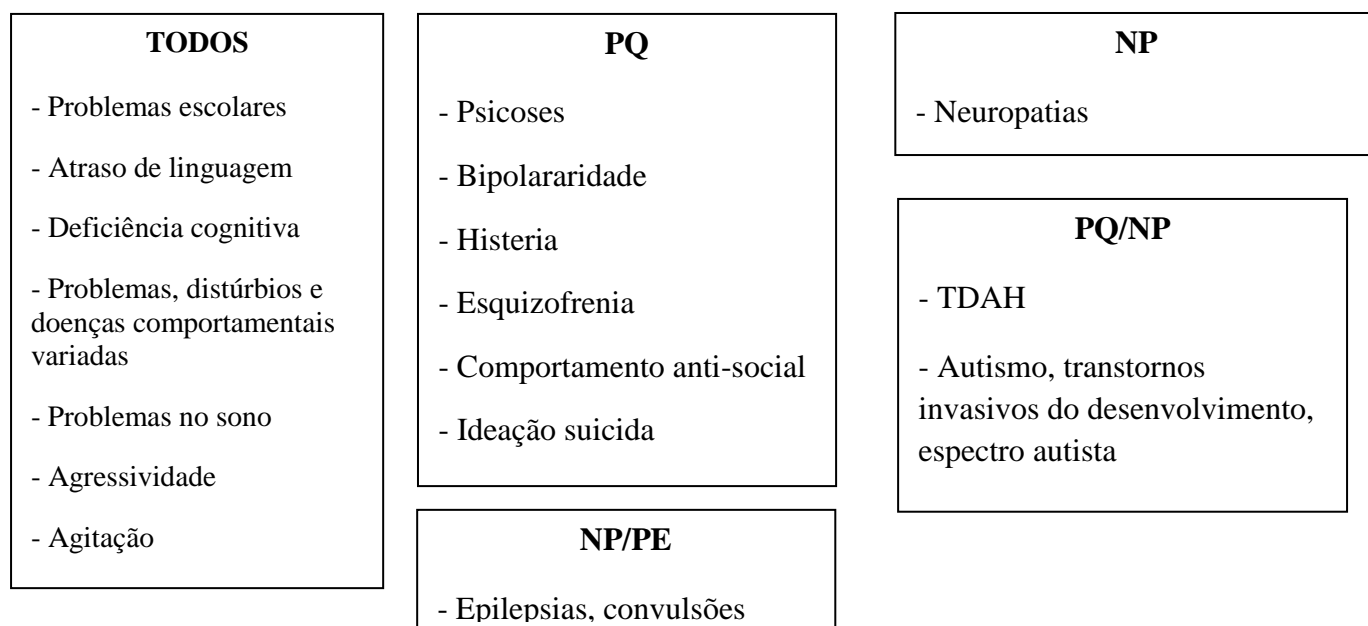 TODOS
- Problemas escolares
- Atraso de linguagem
- Deficiência cognitiva
- Problemas, distúrbios e
doenças comportamentais
variadas
- Problemas no sono
- Agressividade
- Agitação
PQ
- Psicoses
- Bipolararidade
- Histeria
- Esquizofrenia
- Comportamento anti-social
- Ideação suicida
NP/PE
- Epilepsias, convulsões
NP
- Neuropatias
PQ/NP
- TDAH
- Autismo, transtornos
invasivos do desenvolvimento,
espectro autista